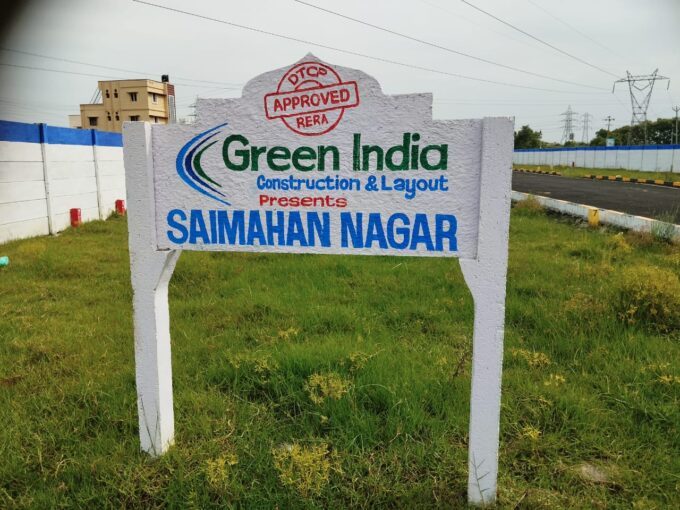 DTCP
APPROVED
RERA
Green India
Construction & Layout
Presents
SAIMAHAN NAGAR